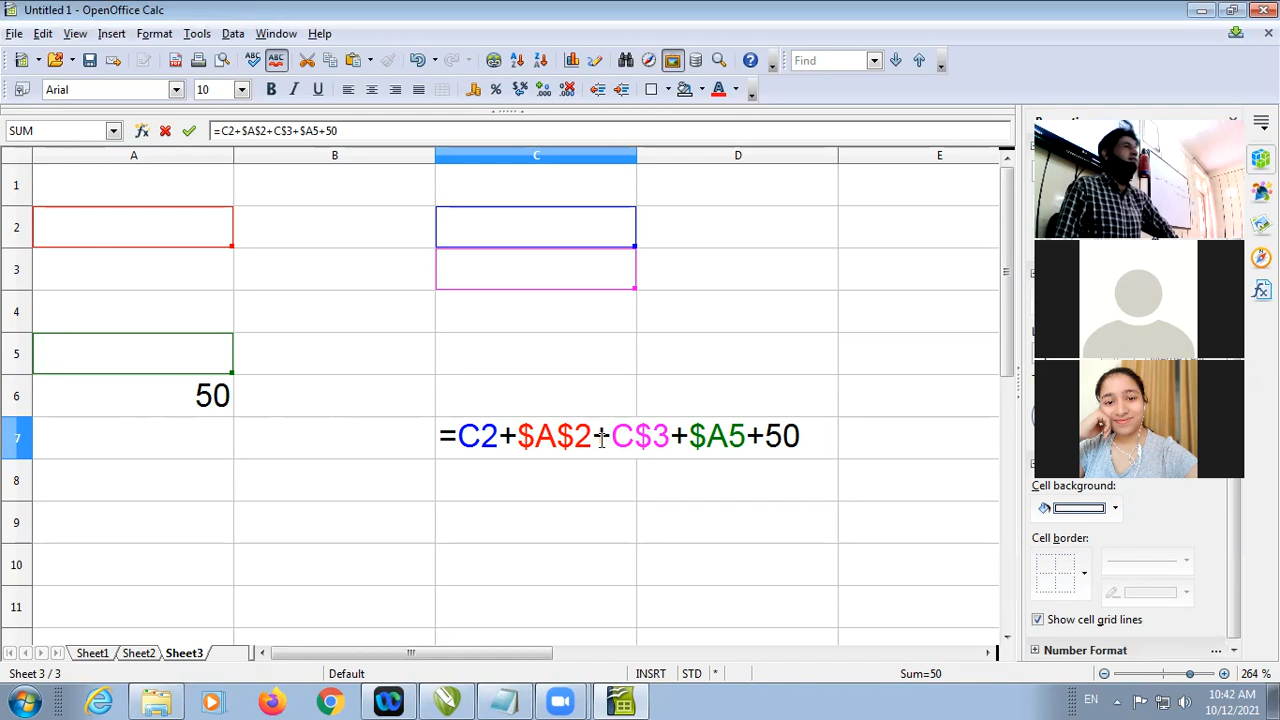 Untitled 1 - OpenOffice Calc
File Edit View Insert Format Tools Data Window Help
Find
Arial 10
SUM =C2+$A$2+C$3+$A5+50
A B C D E
1
2
3
4
5
6 50
7 =C2+$A$2+C$3+$A5+50
8
9
10
11
Cell background:
Cell border:
Show cell grid lines
Number Format ...
Sheet1 Sheet2 Sheet3
Sheet 3 / 3 Default INSRT STD * Sum=50 264 %
EN 10:42 AM
10/12/2021